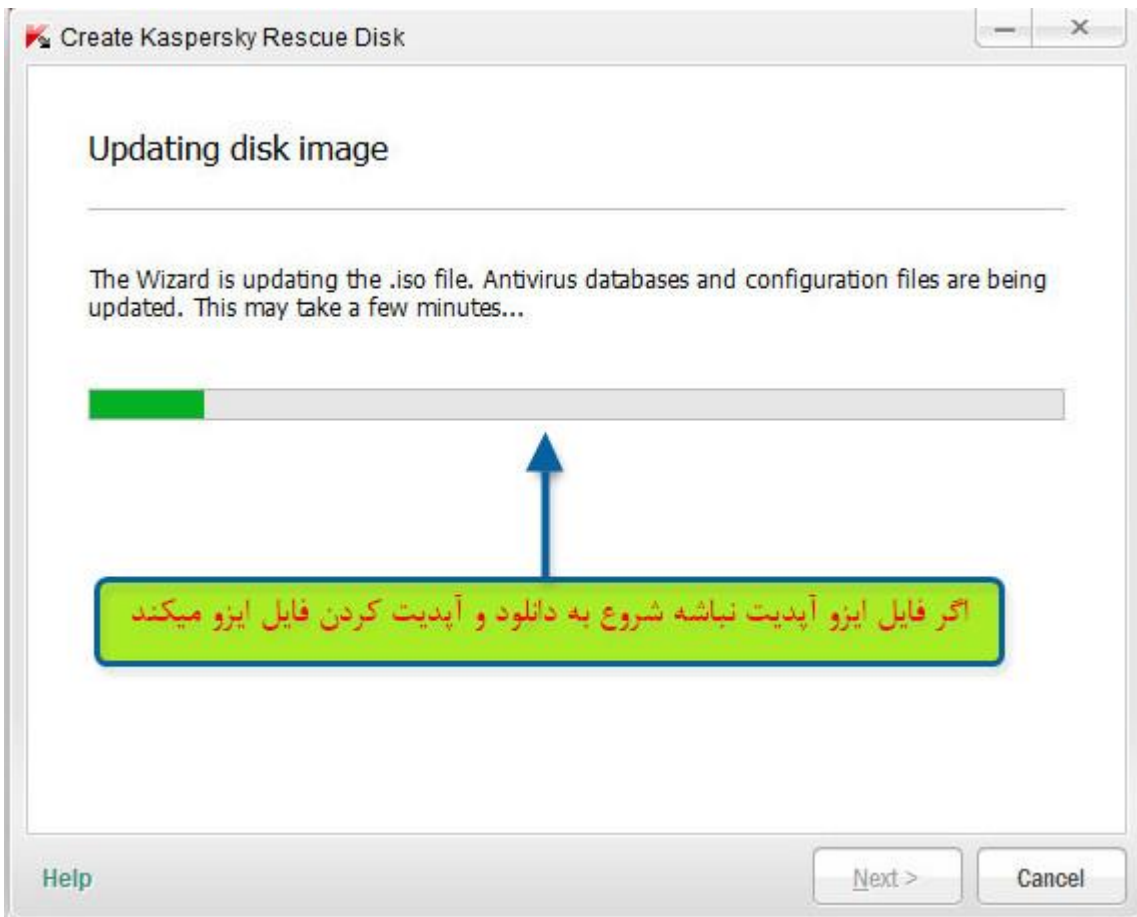 Create Kaspersky Rescue Disk
Updating disk image
The Wizard is updating the .iso file. Antivirus databases and configuration files are being
updated. This may take a few minutes...
اگر فایل ایزو آپدیت نباشه شروع به دانلود و آپدیت کردن فایل ایزو میکند
Help
Next >
Cancel